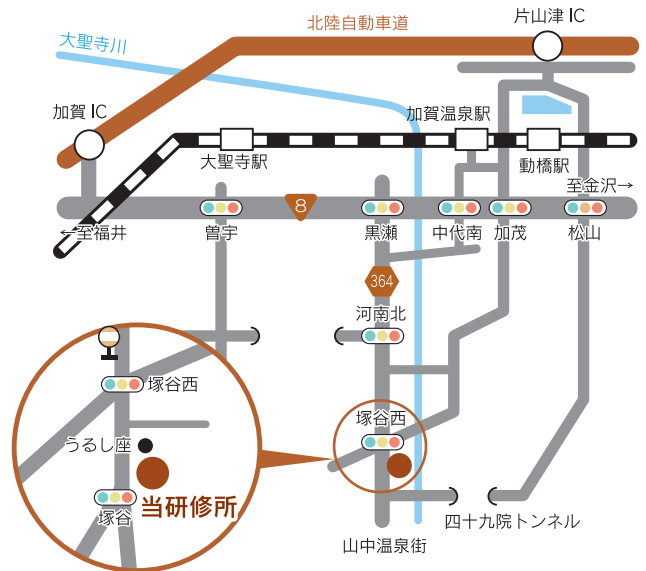 片山津 IC
北陸自動車道
大聖寺川
加賀 IC
加賀温泉駅
大聖寺駅
動橋駅
至金沢→
8
←至福井
曽宇
黒瀬
中代南
加茂
松山
364
河南北
塚谷西
塚谷西
うるし座
当研修所
塚谷
四十九院トンネル
山中温泉街